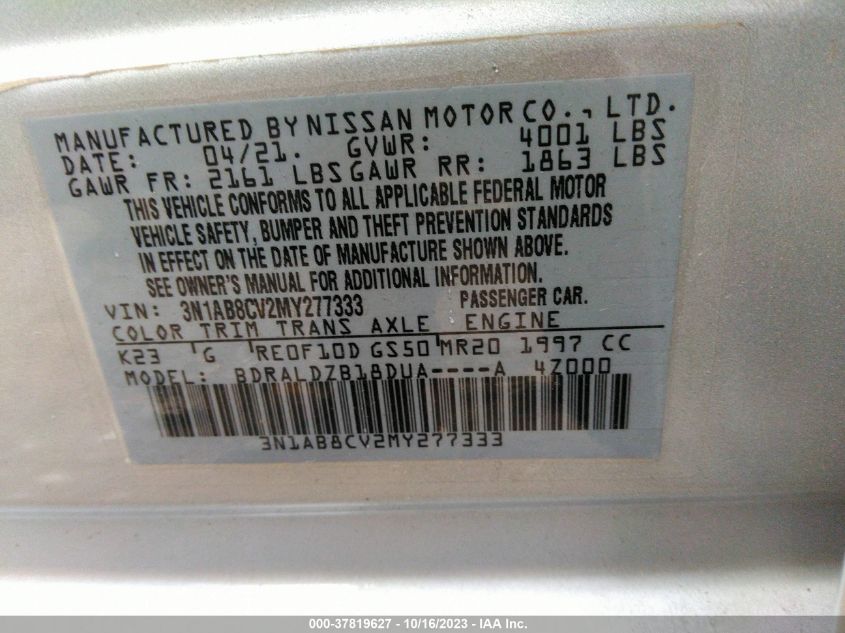 MANUFACTURED BY NISSAN MOTOR CO., LTD.
DATE: 04/21. GVWR: 4001 LBS
GAWR FR: 2161 LBS GAWR RR: 1863 LBS
THIS VEHICLE CONFORMS TO ALL APPLICABLE FEDERAL MOTOR
VEHICLE SAFETY, BUMPER AND THEFT PREVENTION STANDARDS
IN EFFECT ON THE DATE OF MANUFACTURE SHOWN ABOVE.
SEE OWNER'S MANUAL FOR ADDITIONAL INFORMATION.
VIN: 3N1AB8CV2MY277333 PASSENGER CAR.
COLOR TRIM TRANS AXLE ENGINE
K23 G RE0F10D GS50 MR20 1997 CC
MODEL: BDRALDZB18DUA----A 4Z000
3N1AB8CV2MY277333
000-37819627 - 10/16/2023 - IAA Inc.